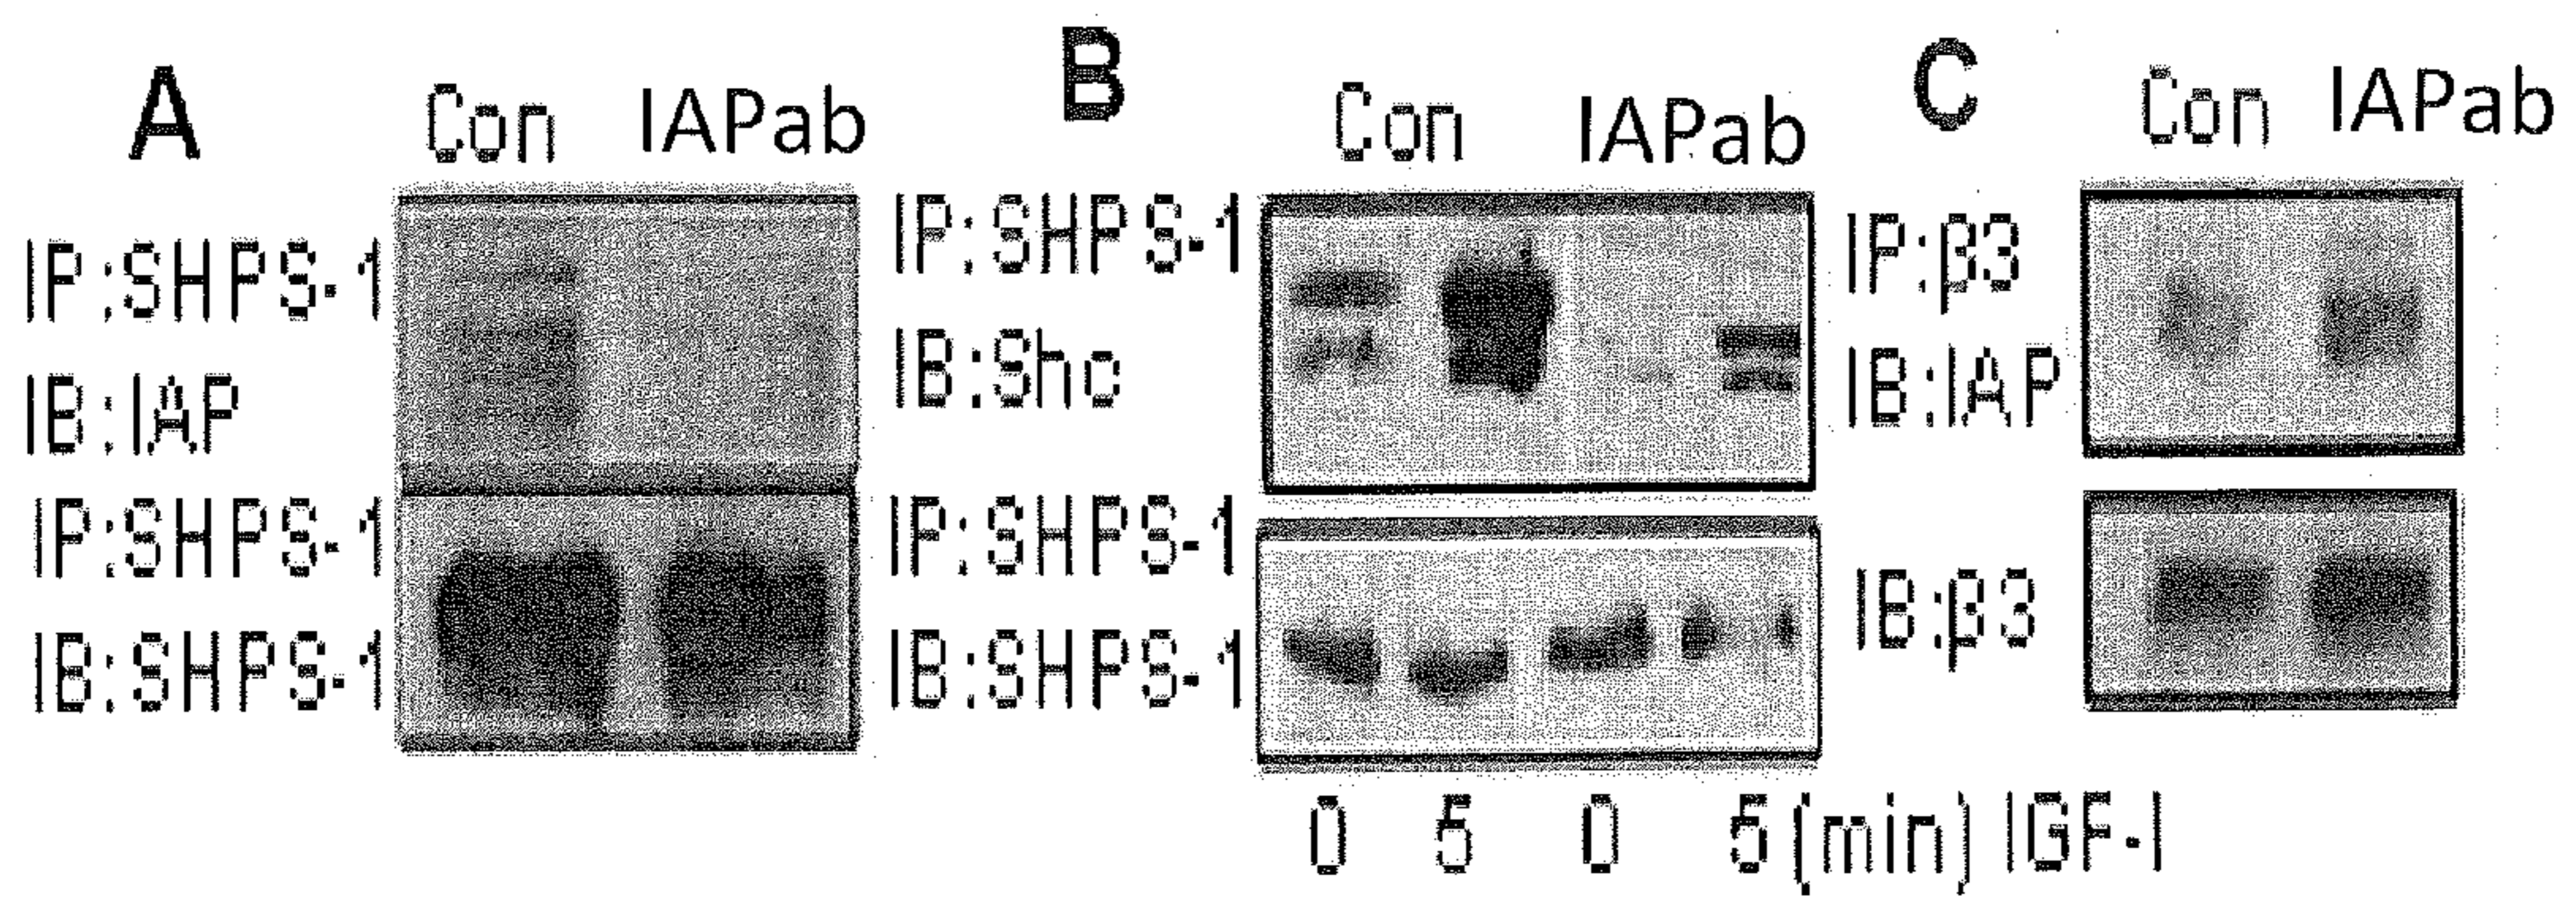 A
Con IAPab
IP:SHPS-1
IB:IAP
IP:SHPS-1
IB:SHPS-1
B
Con IAPab
IP:SHPS-1
IB:Shc
IP:SHPS-1
IB:SHPS-1
0 5 0 5 (min) IGF-I
C
Con IAPab
IP:β3
IB:IAP
IB:β3